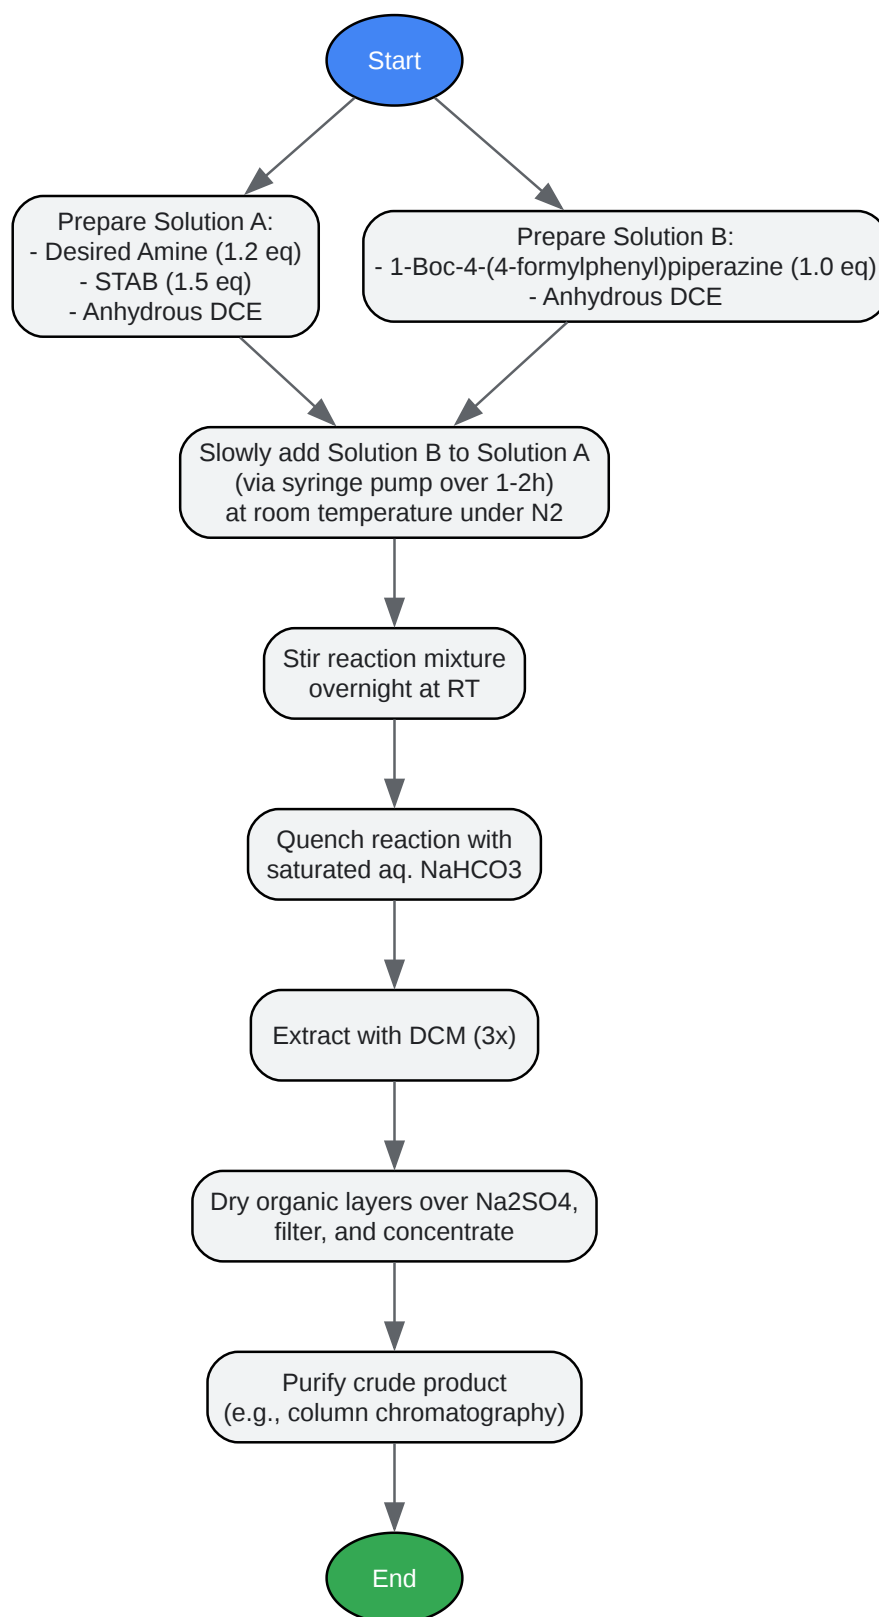 Start
Prepare Solution A:
- Desired Amine (1.2 eq)
- STAB (1.5 eq)
- Anhydrous DCE
Prepare Solution B:
- 1-Boc-4-(4-formylphenyl)piperazine (1.0 eq)
- Anhydrous DCE
Slowly add Solution B to Solution A
(via syringe pump over 1-2h)
at room temperature under N2
Stir reaction mixture
overnight at RT
Quench reaction with
saturated aq. NaHCO3
Extract with DCM (3x)
Dry organic layers over Na2SO4,
filter, and concentrate
Purify crude product
(e.g., column chromatography)
End